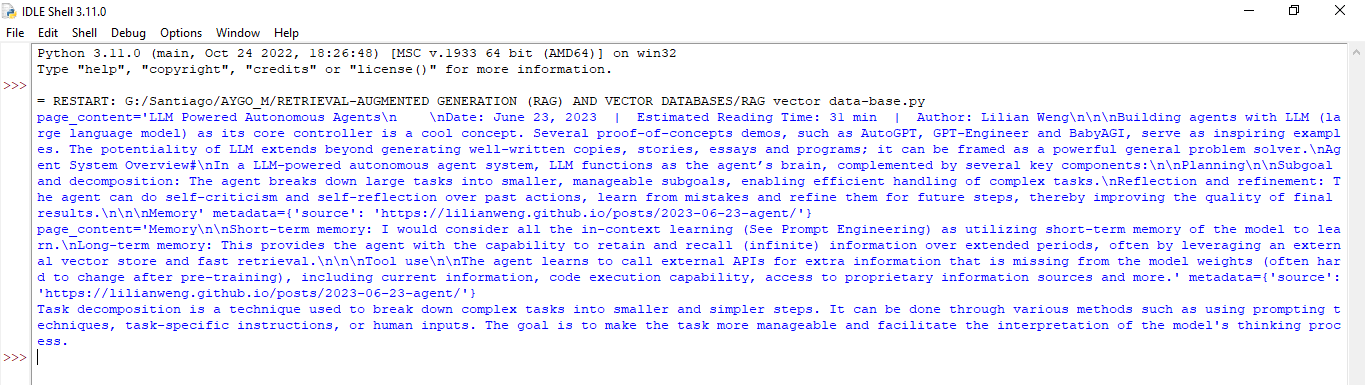 IDLE Shell 3.11.0
File Edit Shell Debug Options Window Help
Python 3.11.0 (main, Oct 24 2022, 18:26:48) [MSC v.1933 64 bit (AMD64)] on win32
Type "help", "copyright", "credits" or "license()" for more information.
>>>
= RESTART: G:/Santiago/AYGO_M/RETRIEVAL-AUGMENTED GENERATION (RAG) AND VECTOR DATABASES/RAG vector data-base.py
page_content='LLM Powered Autonomous Agents\n    \nDate: June 23, 2023  |  Estimated Reading Time: 31 min  |  Author: Lilian Weng\n\n\nBuilding agents with LLM (la
rge language model) as its core controller is a cool concept. Several proof-of-concepts demos, such as AutoGPT, GPT-Engineer and BabyAGI, serve as inspiring exampl
es. The potentiality of LLM extends beyond generating well-written copies, stories, essays and programs; it can be framed as a powerful general problem solver.\nAg
ent System Overview#\nIn a LLM-powered autonomous agent system, LLM functions as the agent’s brain, complemented by several key components:\n\nPlanning\n\nSubgoal
and decomposition: The agent breaks down large tasks into smaller, manageable subgoals, enabling efficient handling of complex tasks.\nReflection and refinement: T
he agent can do self-criticism and self-reflection over past actions, learn from mistakes and refine them for future steps, thereby improving the quality of final
results.\n\n\nMemory' metadata={'source': 'https://lilianweng.github.io/posts/2023-06-23-agent/'}
page_content='Memory\n\nShort-term memory: I would consider all the in-context learning (See Prompt Engineering) as utilizing short-term memory of the model to lea
rn.\nLong-term memory: This provides the agent with the capability to retain and recall (infinite) information over extended periods, often by leveraging an extern
al vector store and fast retrieval.\n\n\nTool use\n\nThe agent learns to call external APIs for extra information that is missing from the model weights (often har
d to change after pre-training), including current information, code execution capability, access to proprietary information sources and more.' metadata={'source':
'https://lilianweng.github.io/posts/2023-06-23-agent/'}
Task decomposition is a technique used to break down complex tasks into smaller and simpler steps. It can be done through various methods such as using prompting t
echniques, task-specific instructions, or human inputs. The goal is to make the task more manageable and facilitate the interpretation of the model's thinking proc
ess.
>>>